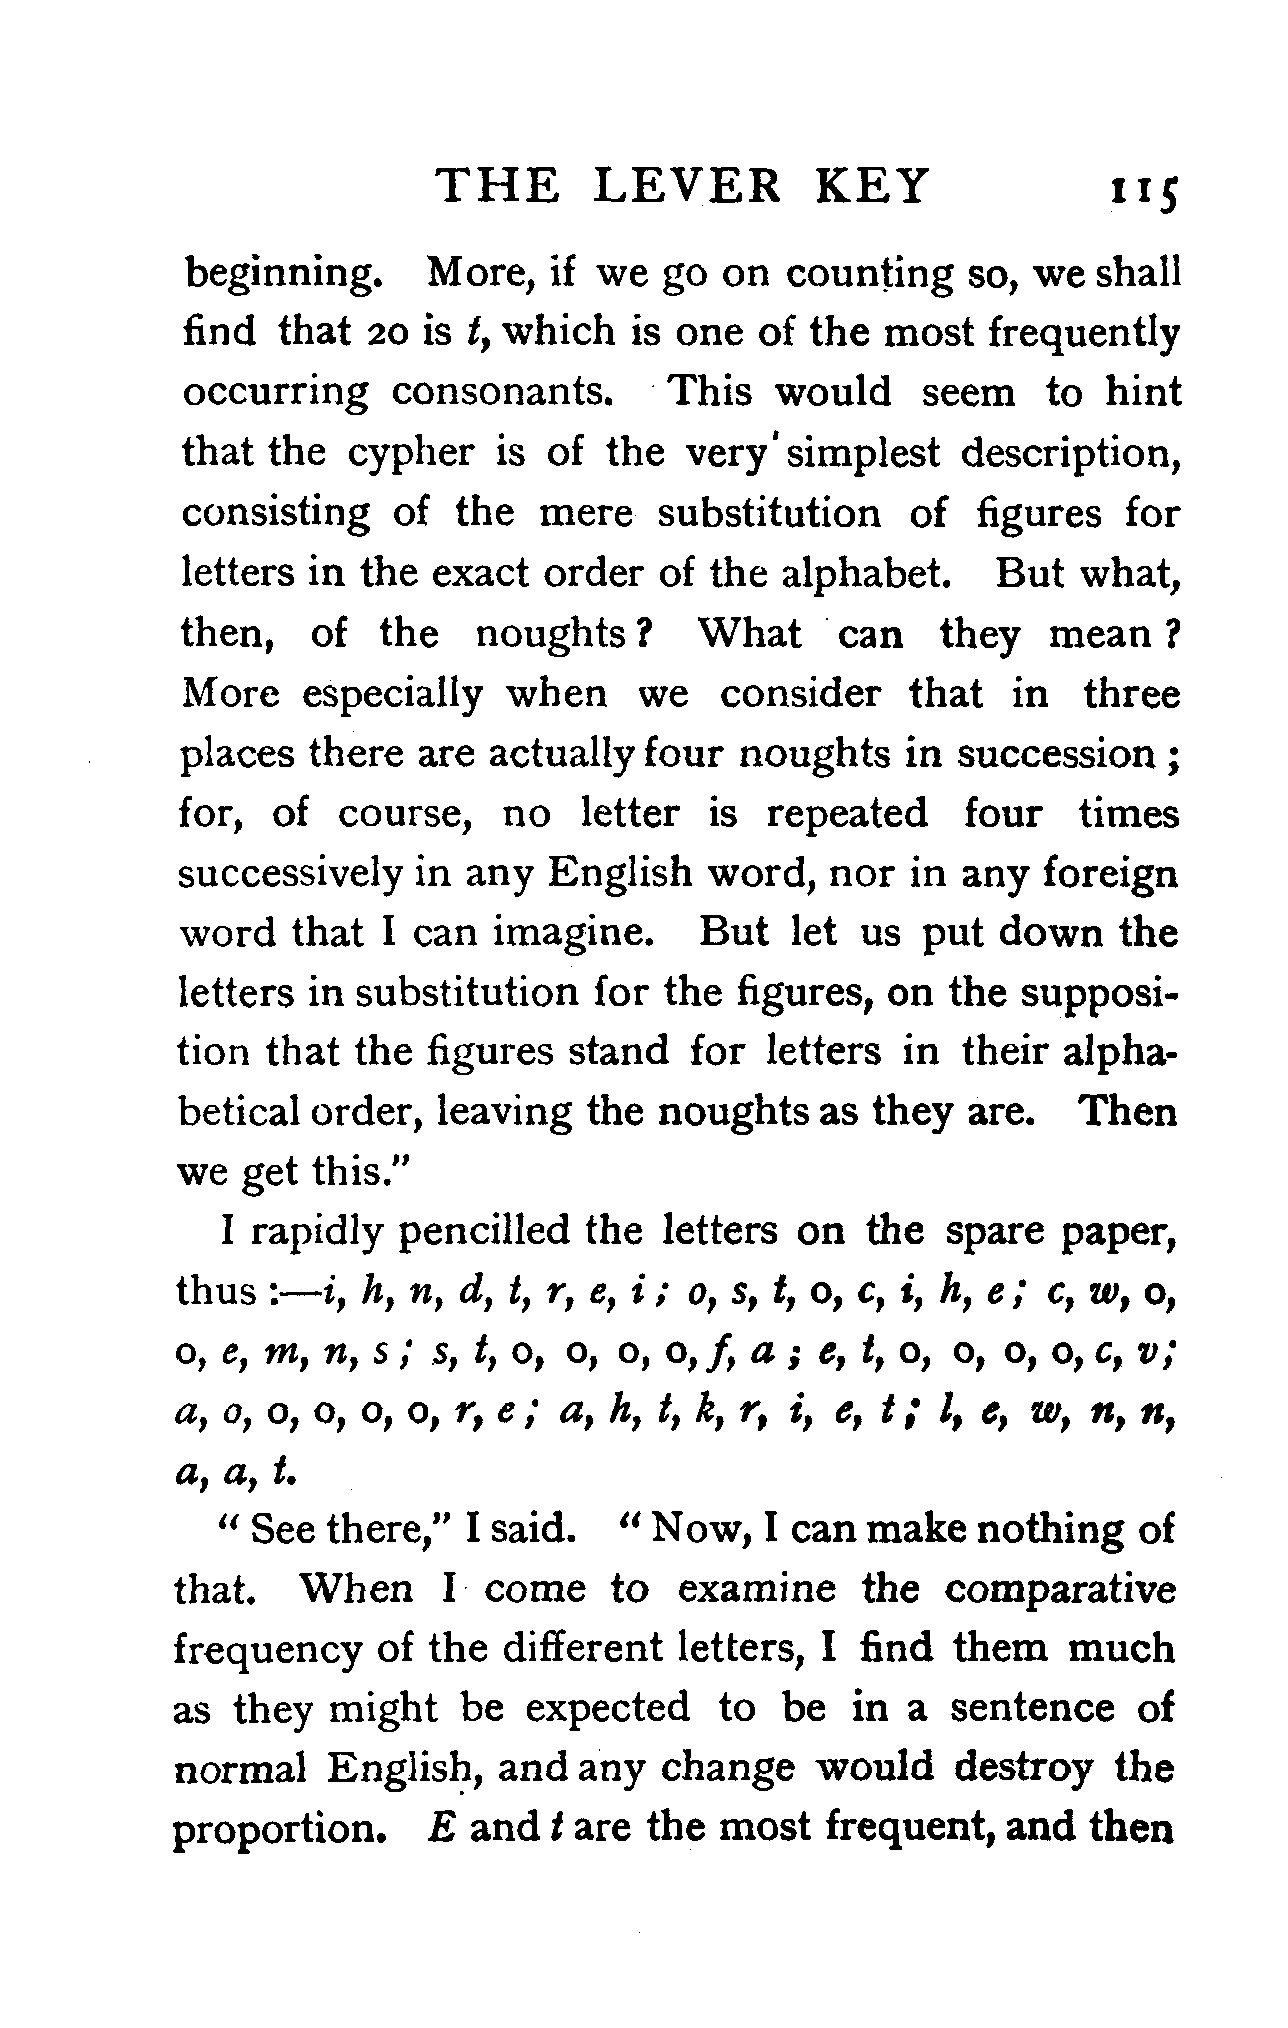 THE LEVER KEY 115
beginning. More, if we go on counting so, we shall
find that 20 is t, which is one of the most frequently
occurring consonants. This would seem to hint
that the cypher is of the very simplest description,
consisting of the mere substitution of figures for
letters in the exact order of the alphabet. But what,
then, of the noughts ? What can they mean ?
More especially when we consider that in three
places there are actually four noughts in succession ;
for, of course, no letter is repeated four times
successively in any English word, nor in any foreign
word that I can imagine. But let us put down the
letters in substitution for the figures, on the supposi-
tion that the figures stand for letters in their alpha-
betical order, leaving the noughts as they are. Then
we get this."
I rapidly pencilled the letters on the spare paper,
thus :—i, h, n, d, t, r, e, i ; o, s, t, o, c, i, h, e ; c, w, o,
o, e, m, n, s ; s, t, o, o, o, o, f, a ; e, t, o, o, o, o, c, v ;
a, o, o, o, o, o, r, e ; a, h, t, k, r, i, e, t ; l, e, w, n, n,
a, a, t.
" See there," I said. " Now, I can make nothing of
that. When I come to examine the comparative
frequency of the different letters, I find them much
as they might be expected to be in a sentence of
normal English, and any change would destroy the
proportion. E and t are the most frequent, and then